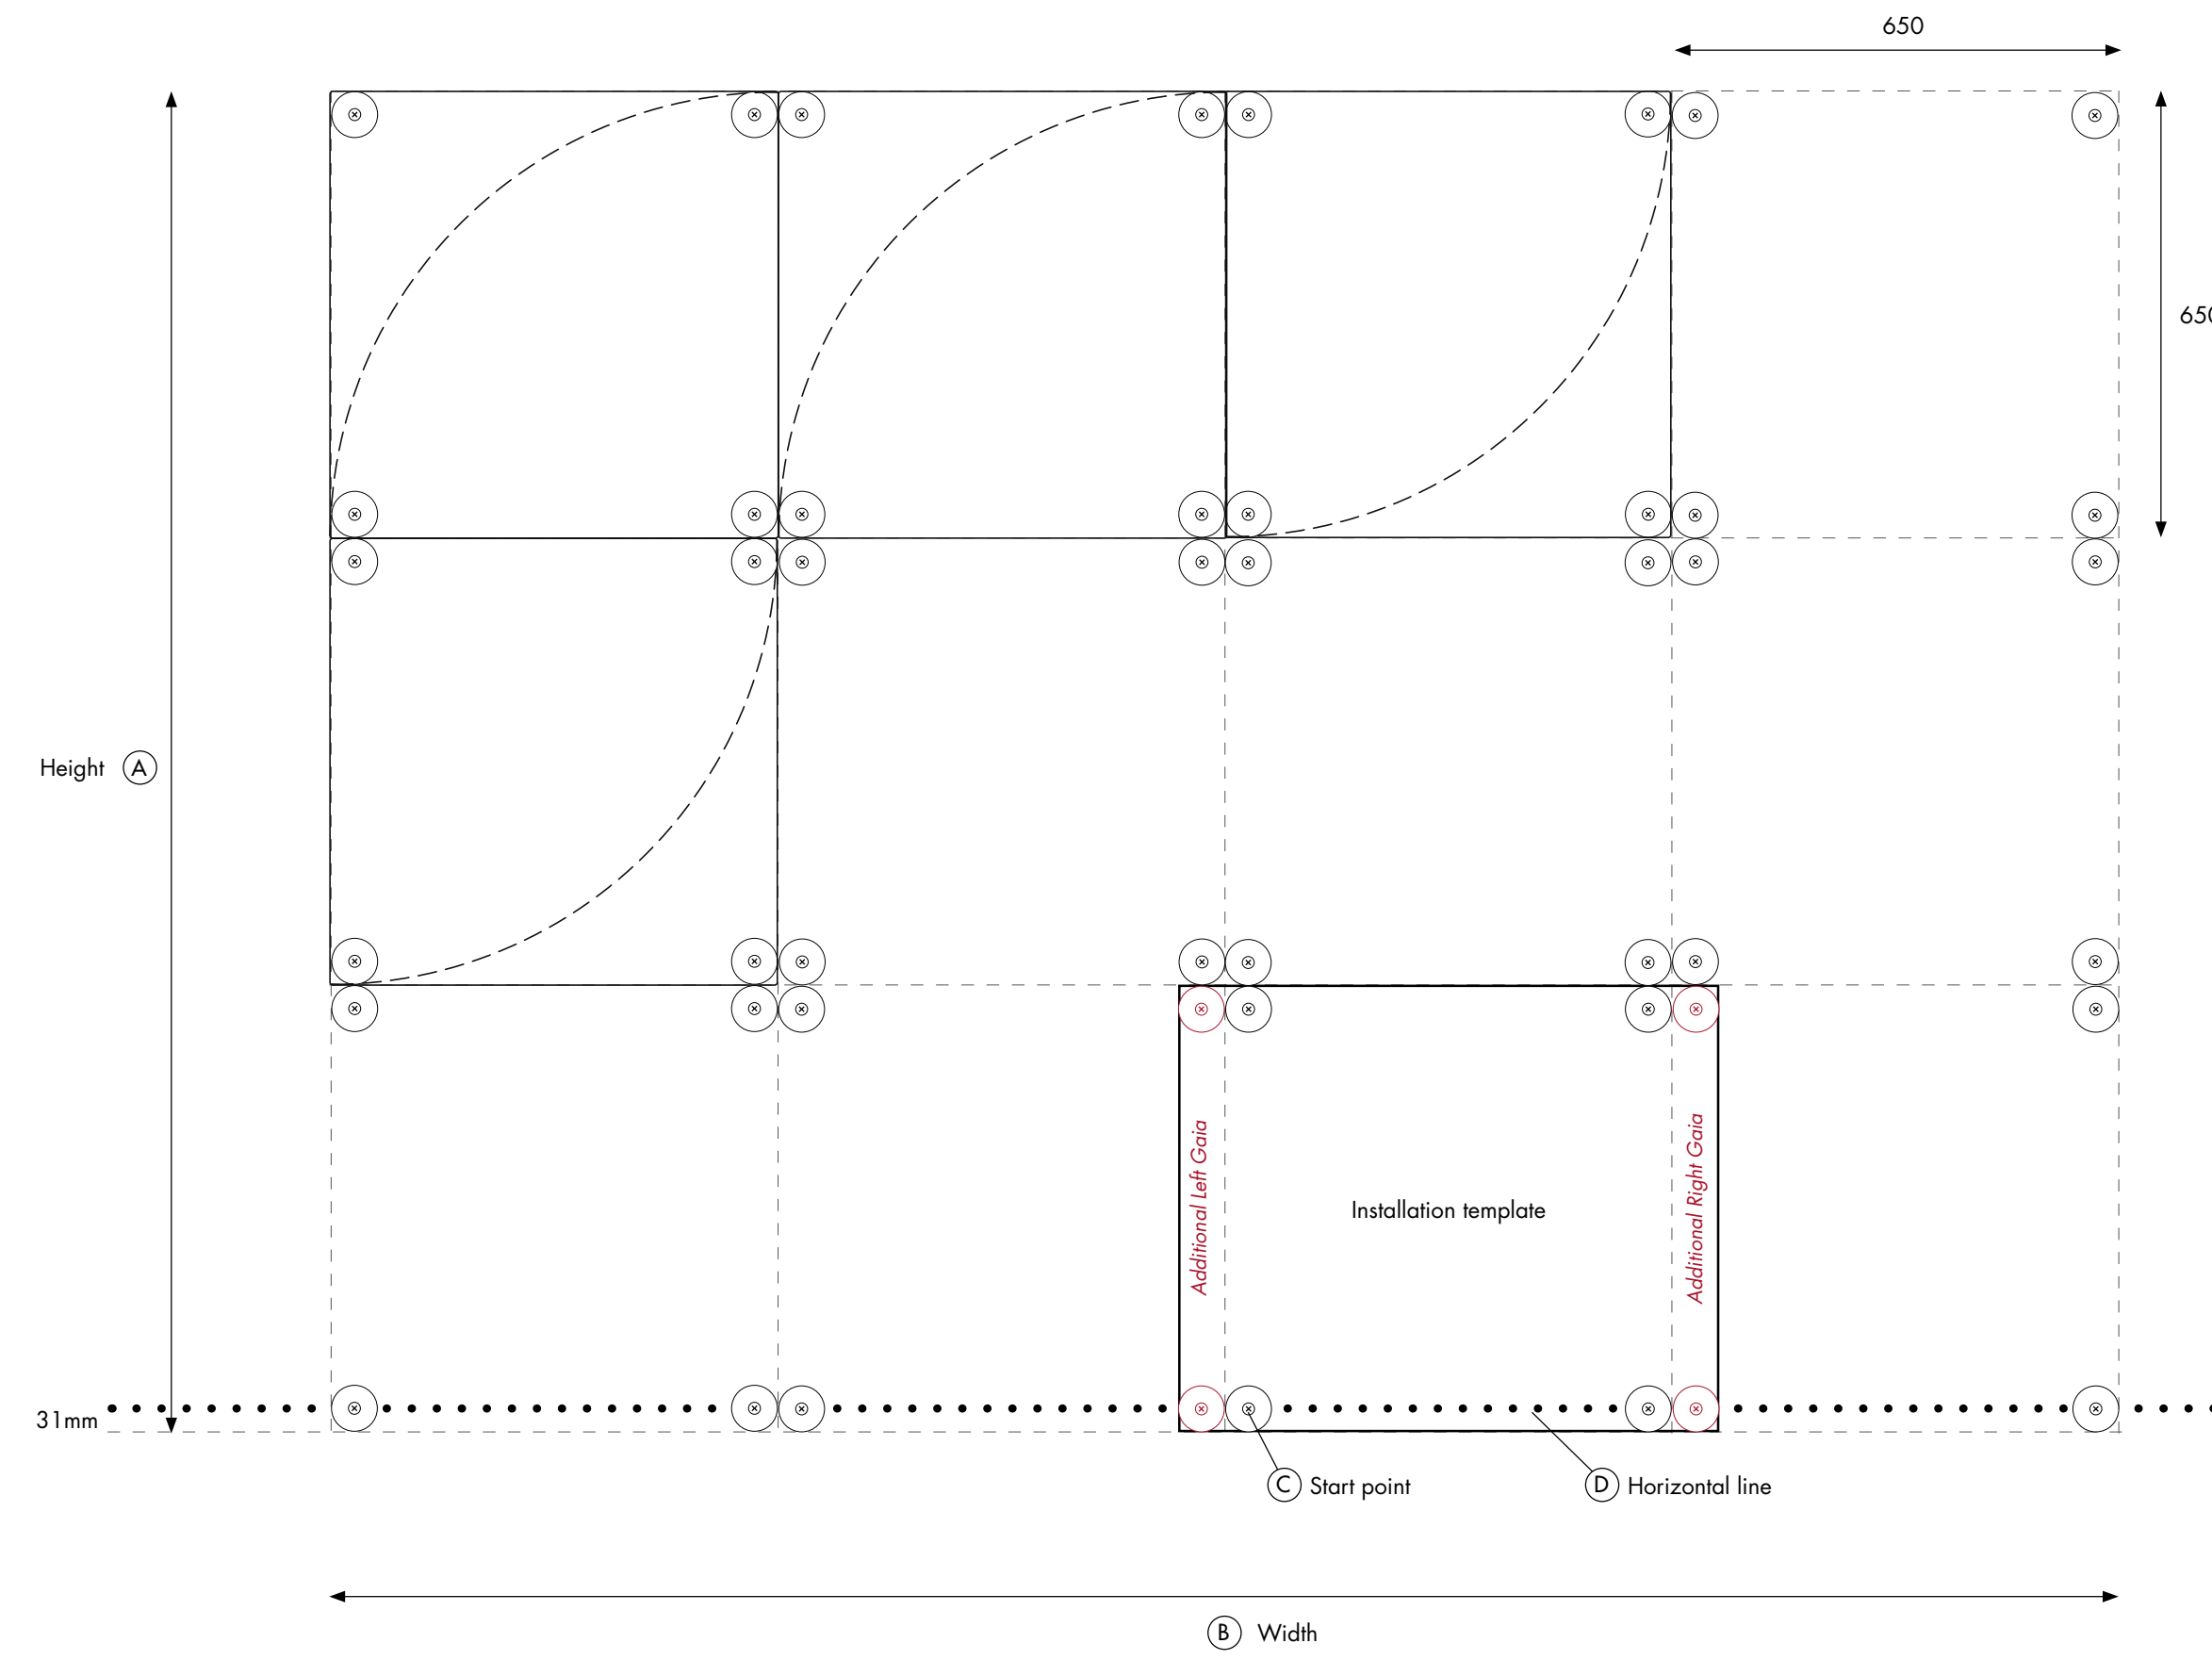 650
650
Height A
Additional Left Gaia
Additional Right Gaia
Installation template
31mm
C Start point
D Horizontal line
B Width